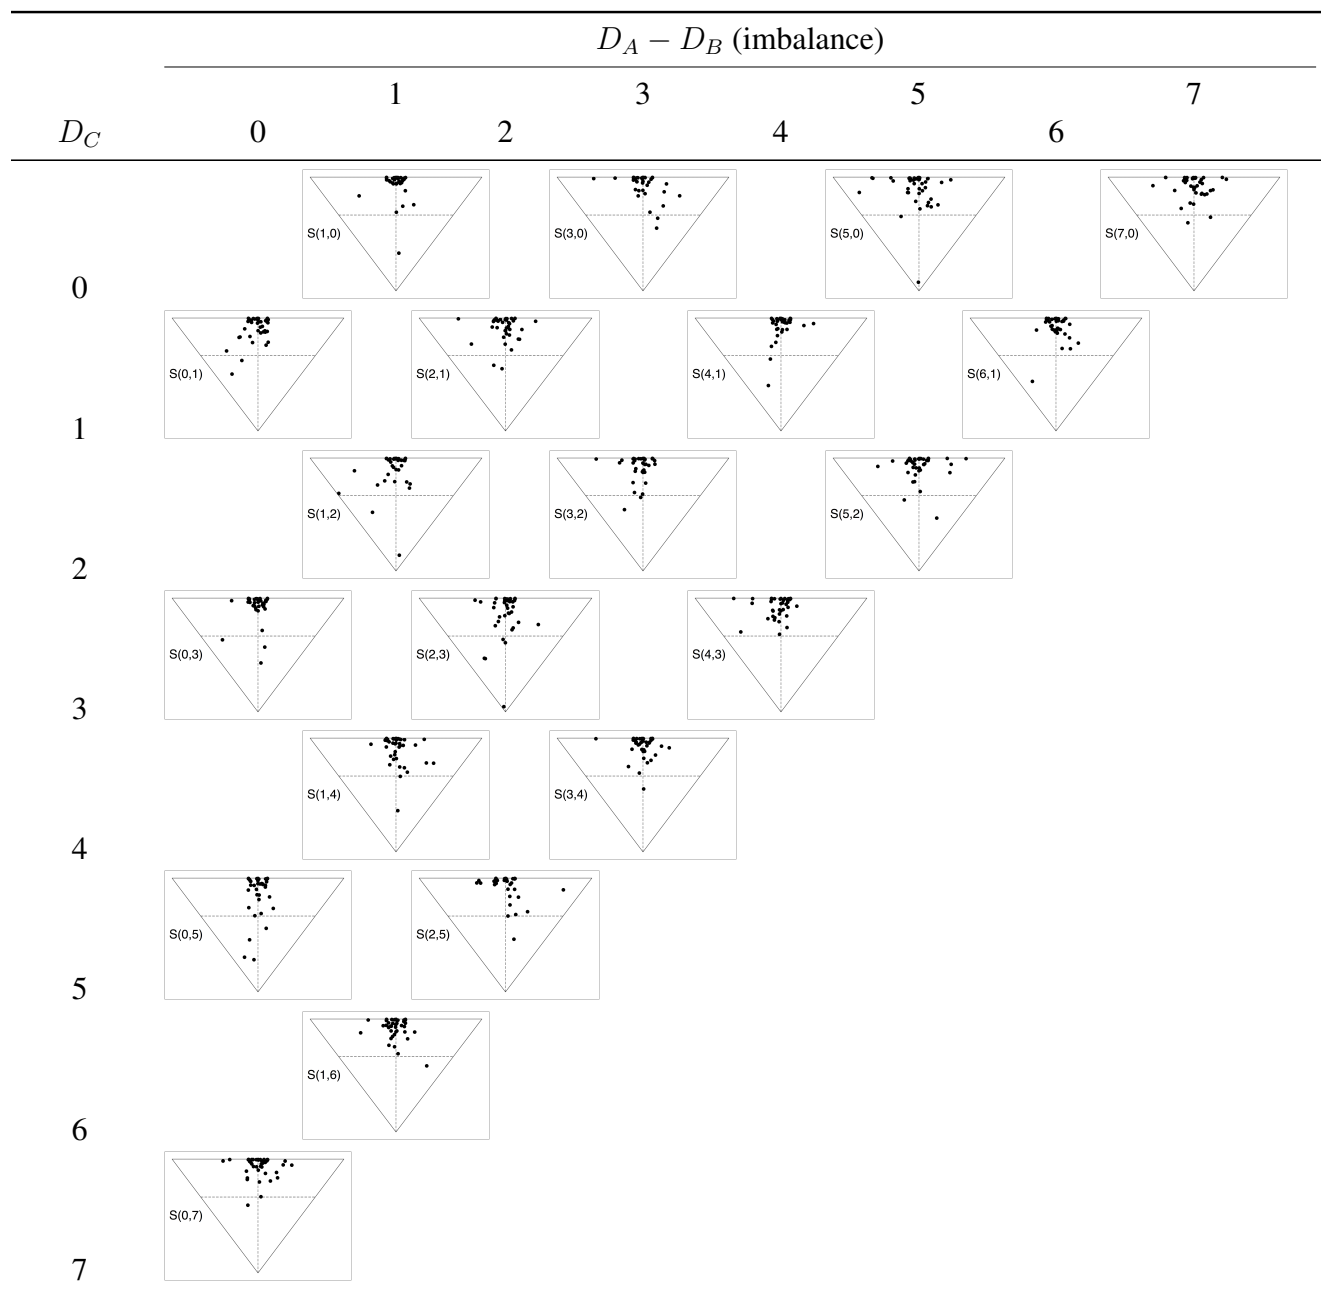 D_A − D_B (imbalance)
1 3 5 7
D_C 0 2 4 6
S(1,0) S(3,0) S(5,0) S(7,0)
0
S(0,1) S(2,1) S(4,1) S(6,1)
1
S(1,2) S(3,2) S(5,2)
2
S(0,3) S(2,3) S(4,3)
3
S(1,4) S(3,4)
4
S(0,5) S(2,5)
5
S(1,6)
6
S(0,7)
7